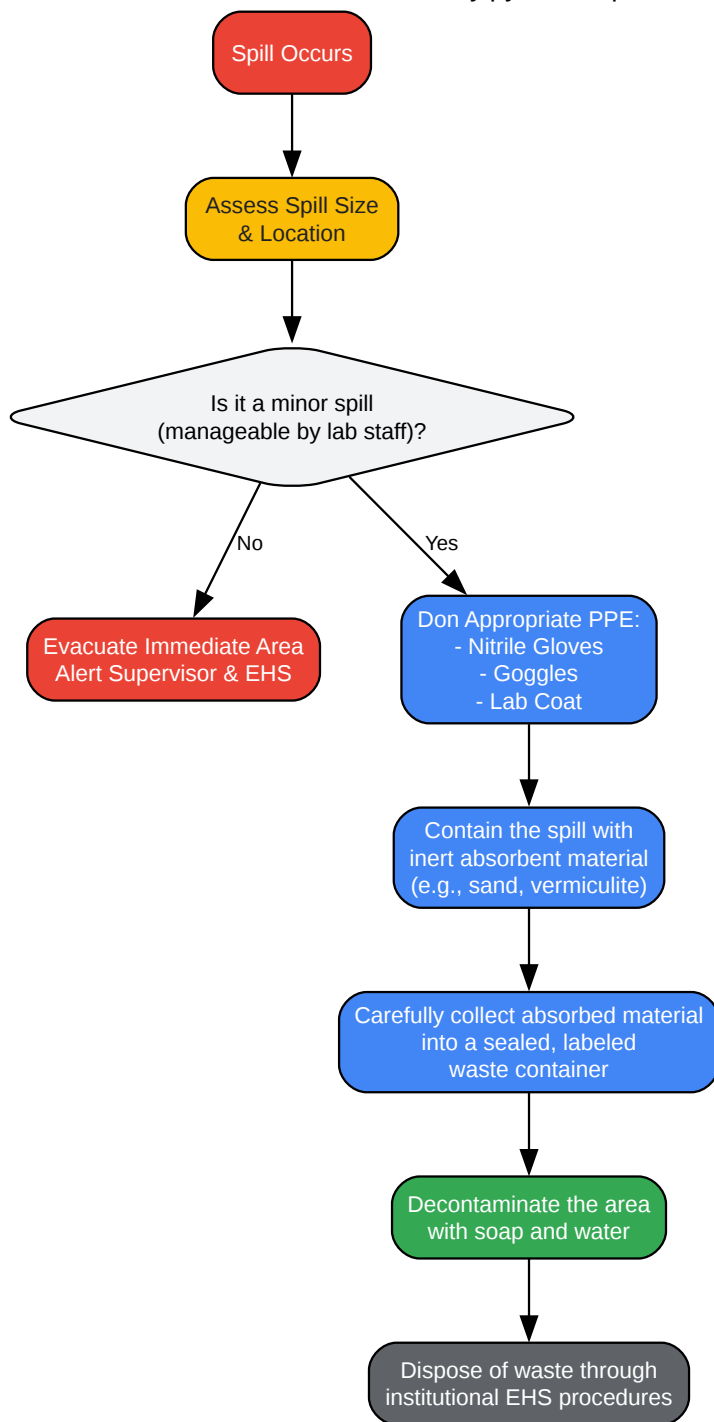 Spill Occurs
Assess Spill Size
& Location
Is it a minor spill
(manageable by lab staff)?
No
Yes
Evacuate Immediate Area
Alert Supervisor & EHS
Don Appropriate PPE:
- Nitrile Gloves
- Goggles
- Lab Coat
Contain the spill with
inert absorbent material
(e.g., sand, vermiculite)
Carefully collect absorbed material
into a sealed, labeled
waste container
Decontaminate the area
with soap and water
Dispose of waste through
institutional EHS procedures